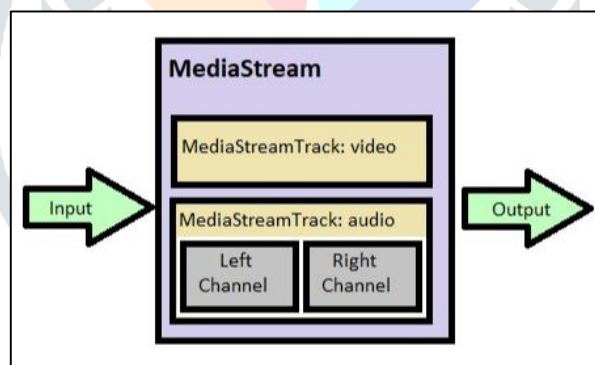 MediaStream
MediaStreamTrack: video
Input
Output
MediaStreamTrack: audio
Left
Channel
Right
Channel